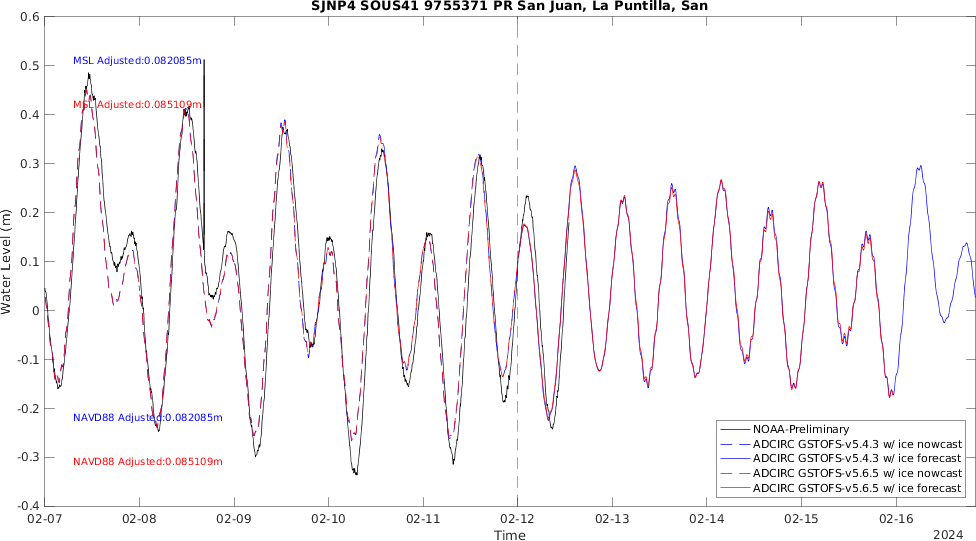 SJNP4 SOUS41 9755371 PR San Juan, La Puntilla, San
0.6
0.5
0.4
0.3
0.2
0.1
0
-0.1
-0.2
-0.3
-0.4
Water Level (m)
MSL Adjusted:0.082085m
MSL Adjusted:0.085109m
NAVD88 Adjusted:0.082085m
NAVD88 Adjusted:0.085109m
NOAA-Preliminary
ADCIRC GSTOFS-v5.4.3 w/ ice nowcast
ADCIRC GSTOFS-v5.4.3 w/ ice forecast
ADCIRC GSTOFS-v5.6.5 w/ ice nowcast
ADCIRC GSTOFS-v5.6.5 w/ ice forecast
02-07 02-08 02-09 02-10 02-11 02-12 02-13 02-14 02-15 02-16
Time
2024